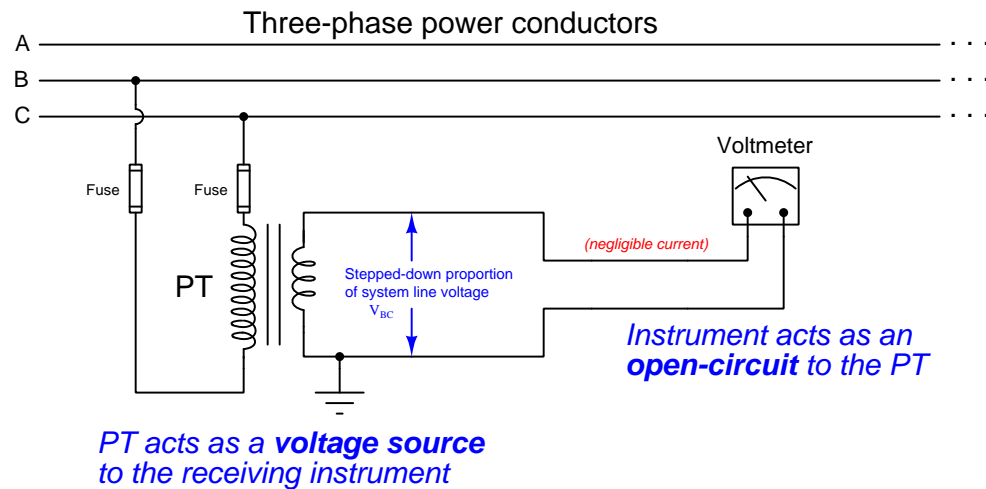 Three-phase power conductors
A
B
C
. . .
. . .
. . .
Voltmeter
Fuse
Fuse
(negligible current)
PT
Stepped-down proportion
of system line voltage
V_BC
Instrument acts as an
open-circuit to the PT
PT acts as a voltage source
to the receiving instrument